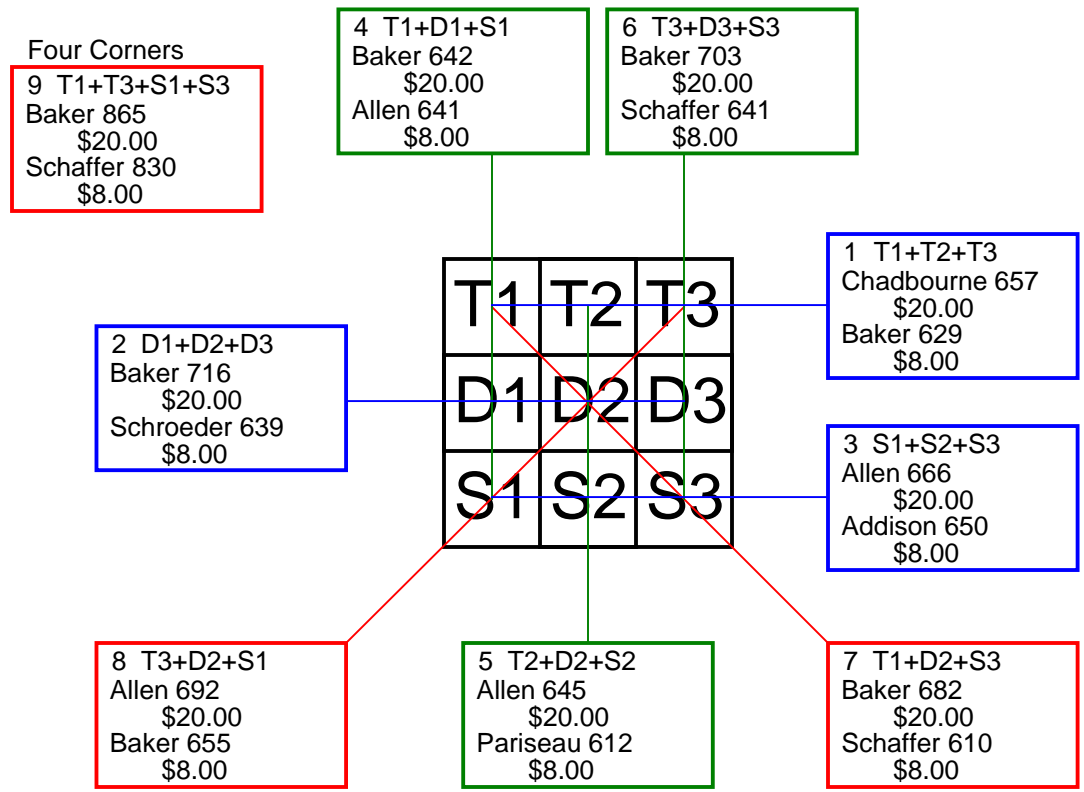 Four Corners
9 T1+T3+S1+S3
Baker 865
$20.00
Schaffer 830
$8.00
4 T1+D1+S1
Baker 642
$20.00
Allen 641
$8.00
6 T3+D3+S3
Baker 703
$20.00
Schaffer 641
$8.00
1 T1+T2+T3
Chadbourne 657
$20.00
Baker 629
$8.00
2 D1+D2+D3
Baker 716
$20.00
Schroeder 639
$8.00
T1 T2 T3
D1 D2 D3
S1 S2 S3
3 S1+S2+S3
Allen 666
$20.00
Addison 650
$8.00
8 T3+D2+S1
Allen 692
$20.00
Baker 655
$8.00
5 T2+D2+S2
Allen 645
$20.00
Pariseau 612
$8.00
7 T1+D2+S3
Baker 682
$20.00
Schaffer 610
$8.00